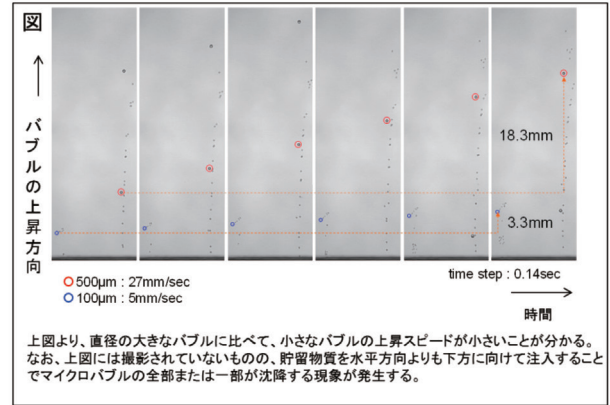 図
バブルの上昇方向
18.3mm
3.3mm
500μm : 27mm/sec
100μm : 5mm/sec
time step : 0.14sec
時間
上図より、直径の大きなバブルに比べて、小さなバブルの上昇スピードが小さいことが分かる。
なお、上図には撮影されていないものの、貯留物質を水平方向よりも下方に向けて注入すること
でマイクロバブルの全部または一部が沈降する現象が発生する。